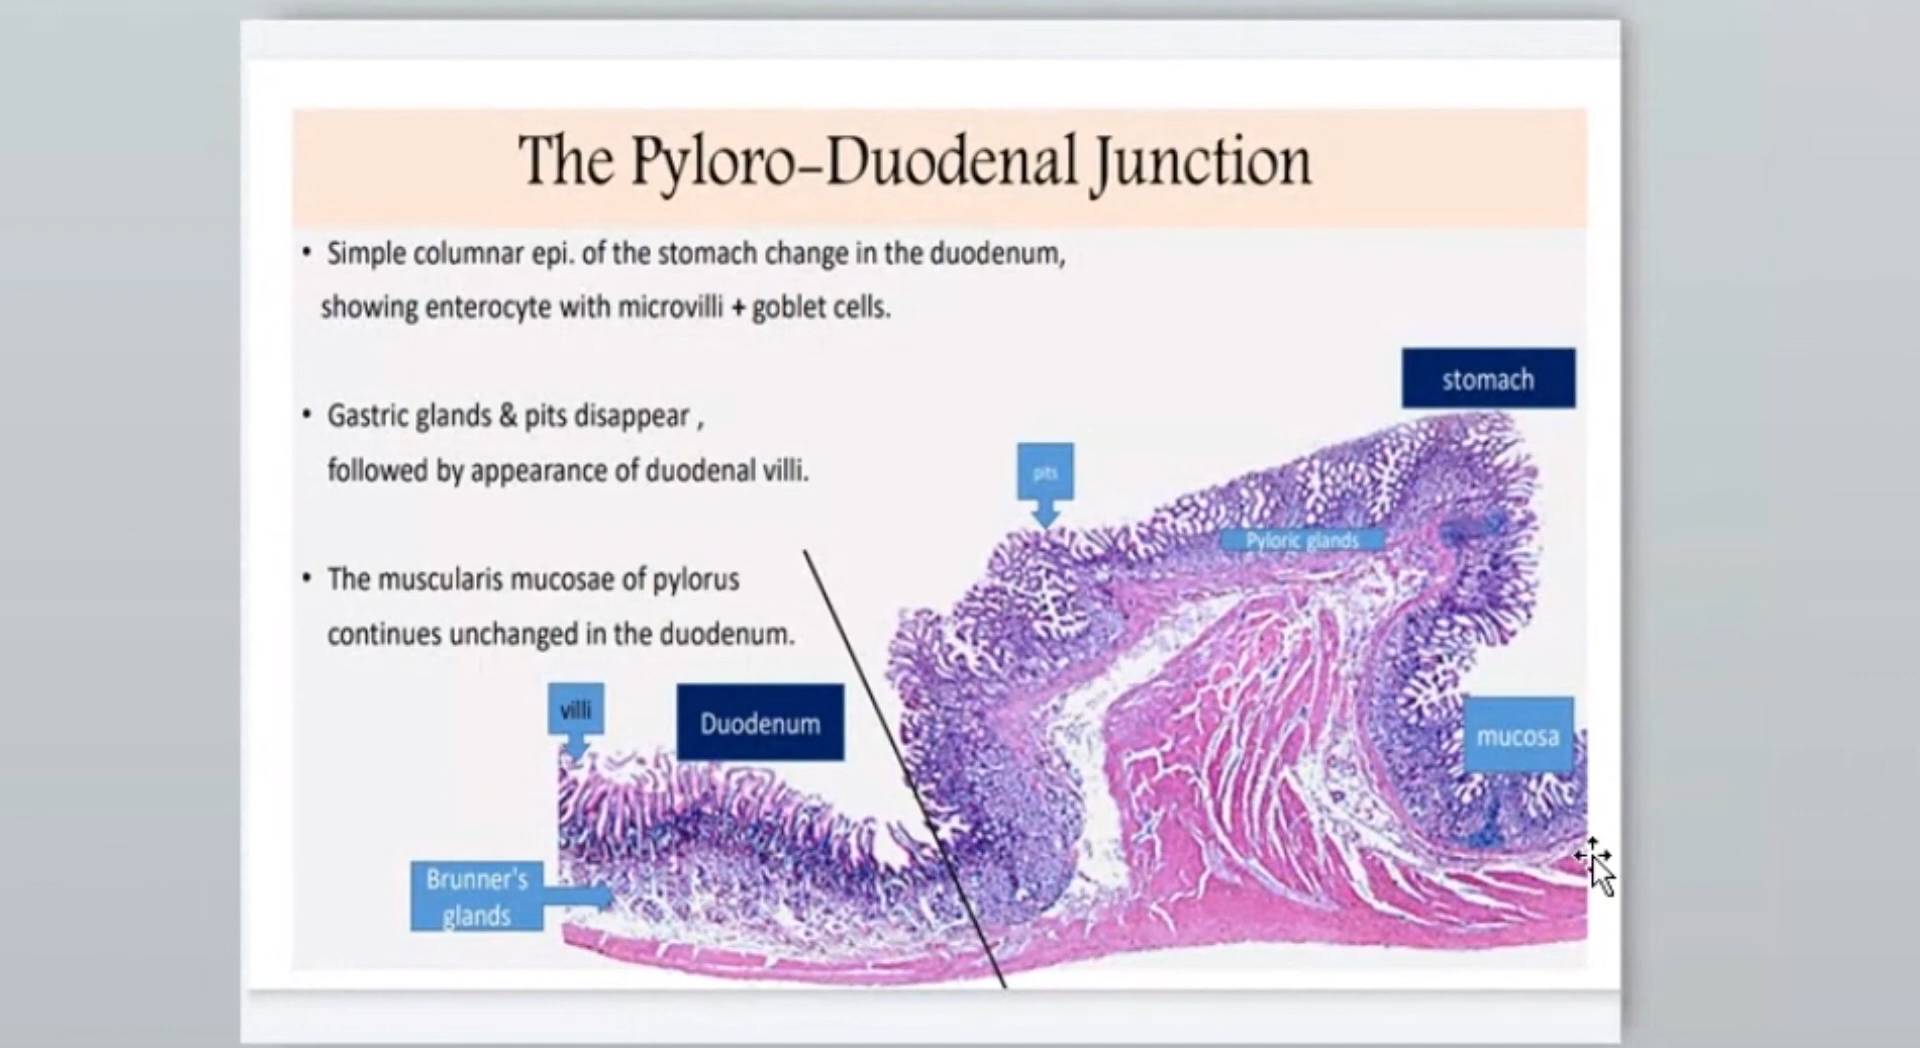 The Pyloro-Duodenal Junction
• Simple columnar epi. of the stomach change in the duodenum,
showing enterocyte with microvilli + goblet cells.
• Gastric glands & pits disappear ,
followed by appearance of duodenal villi.
• The muscularis mucosae of pylorus
continues unchanged in the duodenum.
stomach
pits
Pyloric glands
villi
Duodenum
mucosa
Brunner's
glands